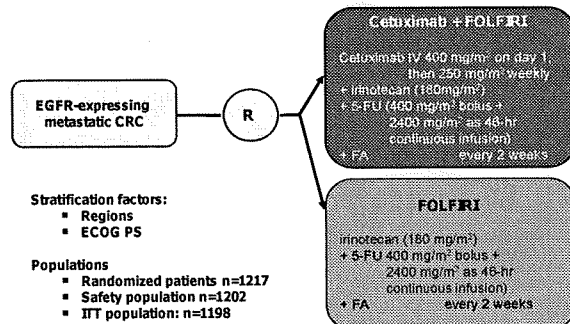 EGFR-expressing
metastatic CRC
R
Cetuximab + FOLFIRI
Cetuximab IV 400 mg/m² on day 1,
then 250 mg/m² weekly
+ irinotecan (180mg/m²)
+ 5-FU (400 mg/m² bolus +
2400 mg/m² as 46-hr
continuous infusion)
+ FA every 2 weeks
FOLFIRI
irinotecan (180 mg/m²)
+ 5-FU 400 mg/m² bolus +
2400 mg/m² as 46-hr
continuous infusion)
+ FA every 2 weeks
Stratification factors:
▪ Regions
▪ ECOG PS
Populations
▪ Randomized patients n=1217
▪ Safety population n=1202
▪ ITT population: n=1198